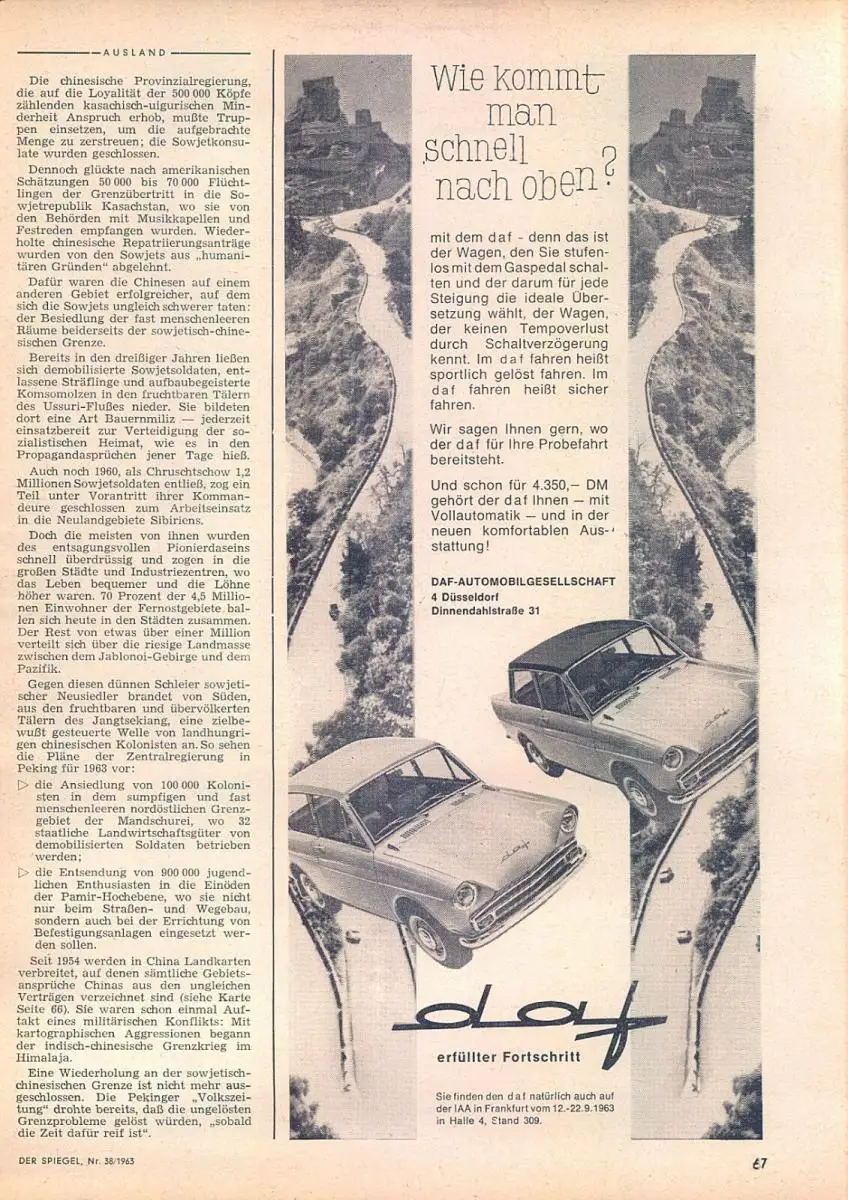 AUSLAND
Die chinesische Provinzialregierung,
die auf die Loyalität der 500 000 Köpfe
zählenden kasachisch-uigurischen Min-
derheit Anspruch erhob, mußte Trup-
pen einsetzen, um die aufgebrachte
Menge zu zerstreuen; die Sowjetkonsu-
late wurden geschlossen.
Dennoch glückte nach amerikanischen
Schätzungen 50 000 bis 70 000 Flücht-
lingen der Grenzübertritt in die So-
wjetrepublik Kasachstan, wo sie von
den Behörden mit Musikkapellen und
Festreden empfangen wurden. Wieder-
holte chinesische Repatriierungsanträge
wurden von den Sowjets aus „humani-
tären Gründen“ abgelehnt.
Dafür waren die Chinesen auf einem
anderen Gebiet erfolgreicher, auf dem
sich die Sowjets ungleich schwerer taten:
der Besiedlung der fast menschenleeren
Räume beiderseits der sowjetisch-chine-
sischen Grenze.
Bereits in den dreißiger Jahren ließen
sich demobilisierte Sowjetsoldaten, ent-
lassene Sträflinge und aufbaubegeisterte
Komsomolzen in den fruchtbaren Tälern
des Ussuri-Flußes nieder. Sie bildeten
dort eine Art Bauernmiliz — jederzeit
einsatzbereit zur Verteidigung der so-
zialistischen Heimat, wie es in den
Propagandasprüchen jener Tage hieß.
Auch noch 1960, als Chruschtschow 1,2
Millionen Sowjetsoldaten entließ, zog ein
Teil unter Vorantritt ihrer Komman-
deure geschlossen zum Arbeitseinsatz
in die Neulandgebiete Sibiriens.
Doch die meisten von ihnen wurden
des entsagungsvollen Pionierdaseins
schnell überdrüssig und zogen in die
großen Städte und Industriezentren, wo
das Leben bequemer und die Löhne
höher waren. 70 Prozent der 4,5 Millio-
nen Einwohner der Fernostgebiete bal-
len sich heute in den Städten zusammen.
Der Rest von etwas über einer Million
verteilt sich über die riesige Landmasse
zwischen dem Jablonoi-Gebirge und dem
Pazifik.
Gegen diesen dünnen Schleier sowjeti-
scher Neusiedler brandet von Süden,
aus den fruchtbaren und übervölkerten
Tälern des Jangtsekiang, eine zielbe-
wußt gesteuerte Welle von landhungri-
gen chinesischen Kolonisten an. So sehen
die Pläne der Zentralregierung in
Peking für 1963 vor:
▷ die Ansiedlung von 100 000 Koloni-
sten in dem sumpfigen und fast
menschenleeren nordöstlichen Grenz-
gebiet der Mandschurei, wo 32
staatliche Landwirtschaftsgüter von
demobilisierten Soldaten betrieben
werden;
▷ die Entsendung von 900 000 jugend-
lichen Enthusiasten in die Einöden
der Pamir-Hochebene, wo sie nicht
nur beim Straßen- und Wegebau,
sondern auch bei der Errichtung von
Befestigungsanlagen eingesetzt wer-
den sollen.
Seit 1954 werden in China Landkarten
verbreitet, auf denen sämtliche Gebiets-
ansprüche Chinas aus den ungleichen
Verträgen verzeichnet sind (siehe Karte
Seite 66). Sie waren schon einmal Auf-
takt eines militärischen Konflikts: Mit
kartographischen Aggressionen begann
der indisch-chinesische Grenzkrieg im
Himalaja.
Eine Wiederholung an der sowjetisch-
chinesischen Grenze ist nicht mehr aus-
geschlossen. Die Pekinger „Volkszei-
tung“ drohte bereits, daß die ungelösten
Grenzprobleme gelöst würden, „sobald
die Zeit dafür reif ist“.
Wie kommt
man
schnell
nach oben?
mit dem daf - denn das ist
der Wagen, den Sie stufen-
los mit dem Gaspedal schal-
ten und der darum für jede
Steigung die ideale Über-
setzung wählt, der Wagen,
der keinen Tempoverlust
durch Schaltverzögerung
kennt. Im daf fahren heißt
sportlich gelöst fahren. Im
daf fahren heißt sicher
fahren.
Wir sagen Ihnen gern, wo
der daf für Ihre Probefahrt
bereitsteht.
Und schon für 4.350,— DM
gehört der daf Ihnen — mit
Vollautomatik — und in der
neuen komfortablen Aus-
stattung!
DAF-AUTOMOBILGESELLSCHAFT
4 Düsseldorf
Dinnendahlstraße 31
daf
daf
daf
erfüllter Fortschritt
Sie finden den daf natürlich auch auf
der IAA in Frankfurt vom 12.-22.9.1963
in Halle 4, Stand 309.
DER SPIEGEL, Nr. 38/1963
67